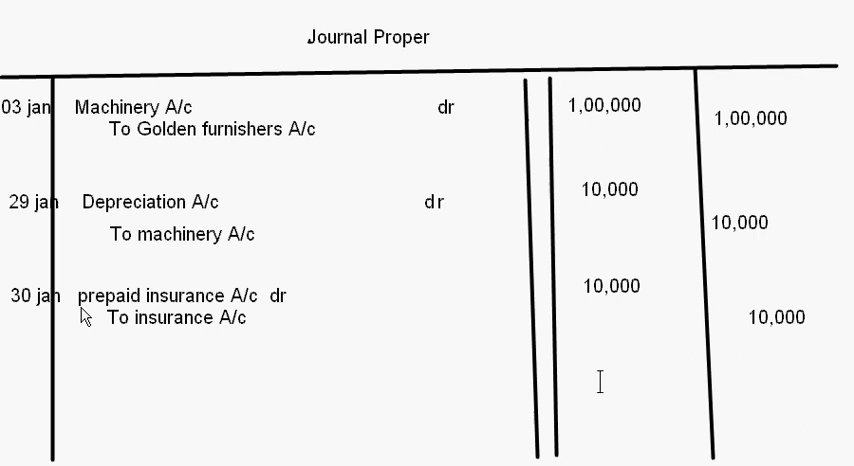 Journal Proper
03 jan Machinery A/c dr 1,00,000
To Golden furnishers A/c 1,00,000
29 jan Depreciation A/c dr 10,000
To machinery A/c 10,000
30 jan prepaid insurance A/c dr 10,000
To insurance A/c 10,000